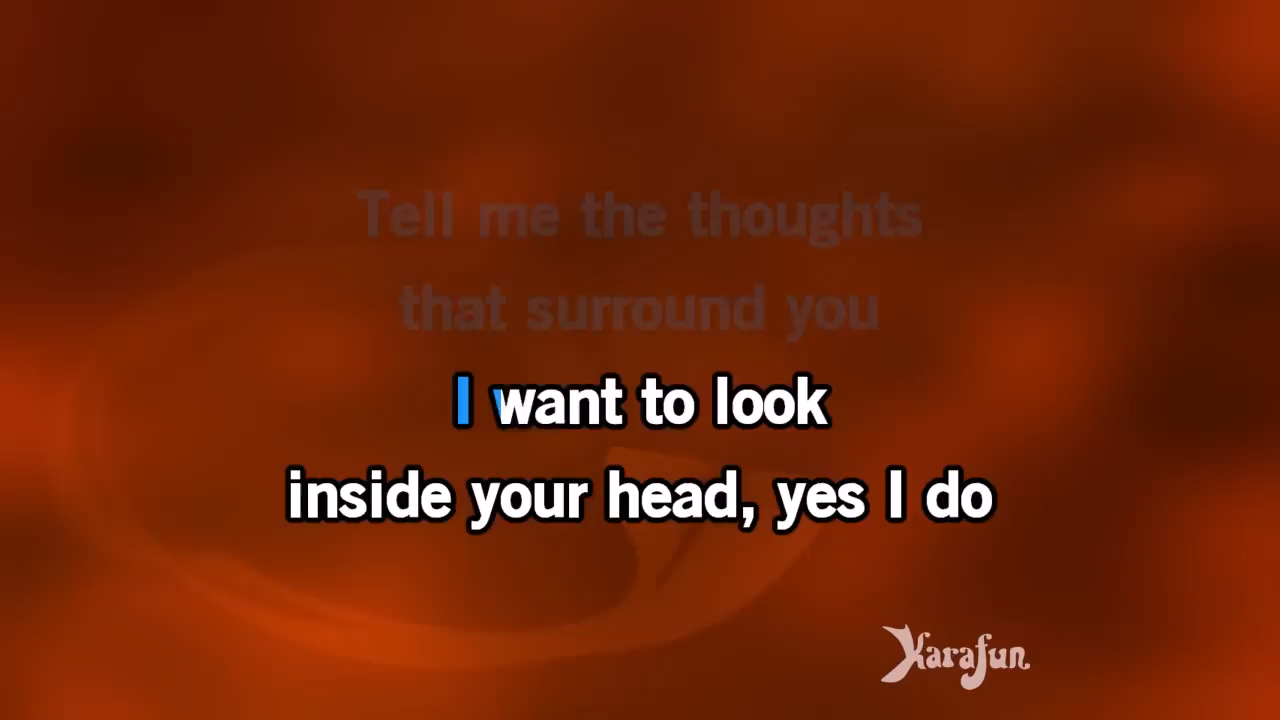 Tell me the thoughts
that surround you
I want to look
inside your head, yes I do
Karafun